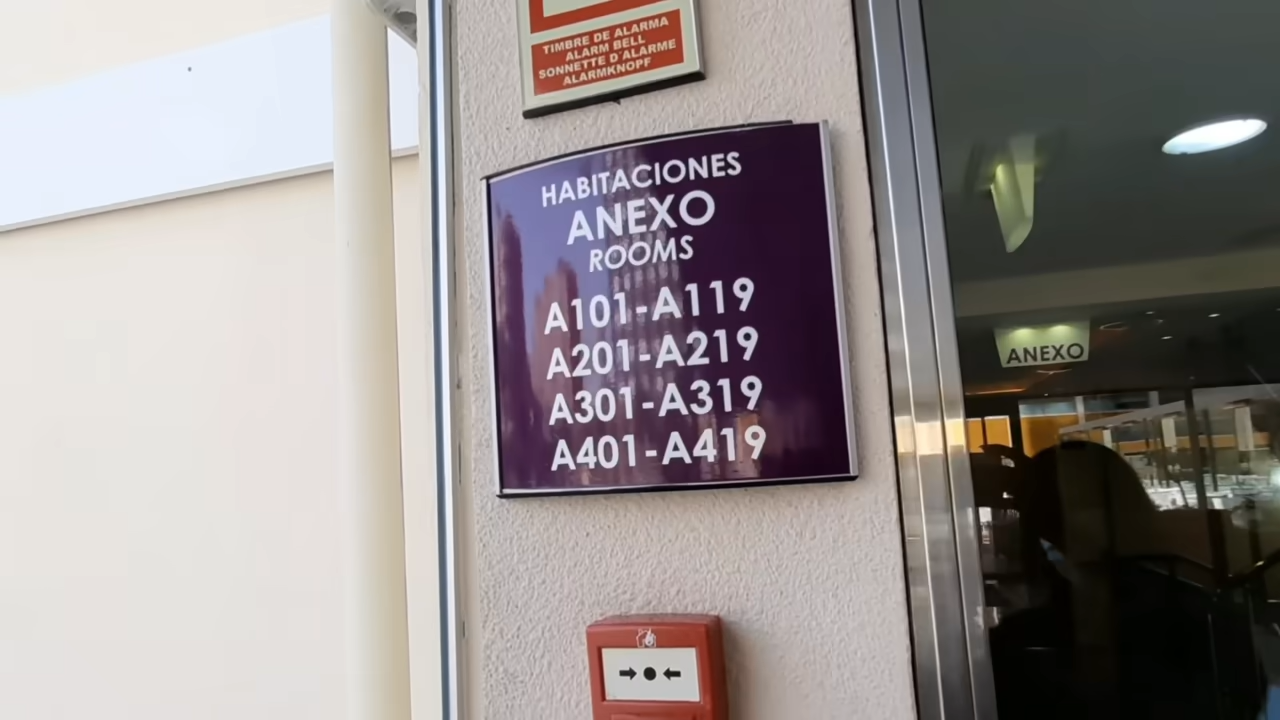 TIMBRE DE ALARMA
ALARM BELL
SONNETTE D'ALARME
ALARMKNOPF
HABITACIONES
ANEXO
ROOMS
A101-A119
A201-A219
A301-A319
A401-A419
ANEXO